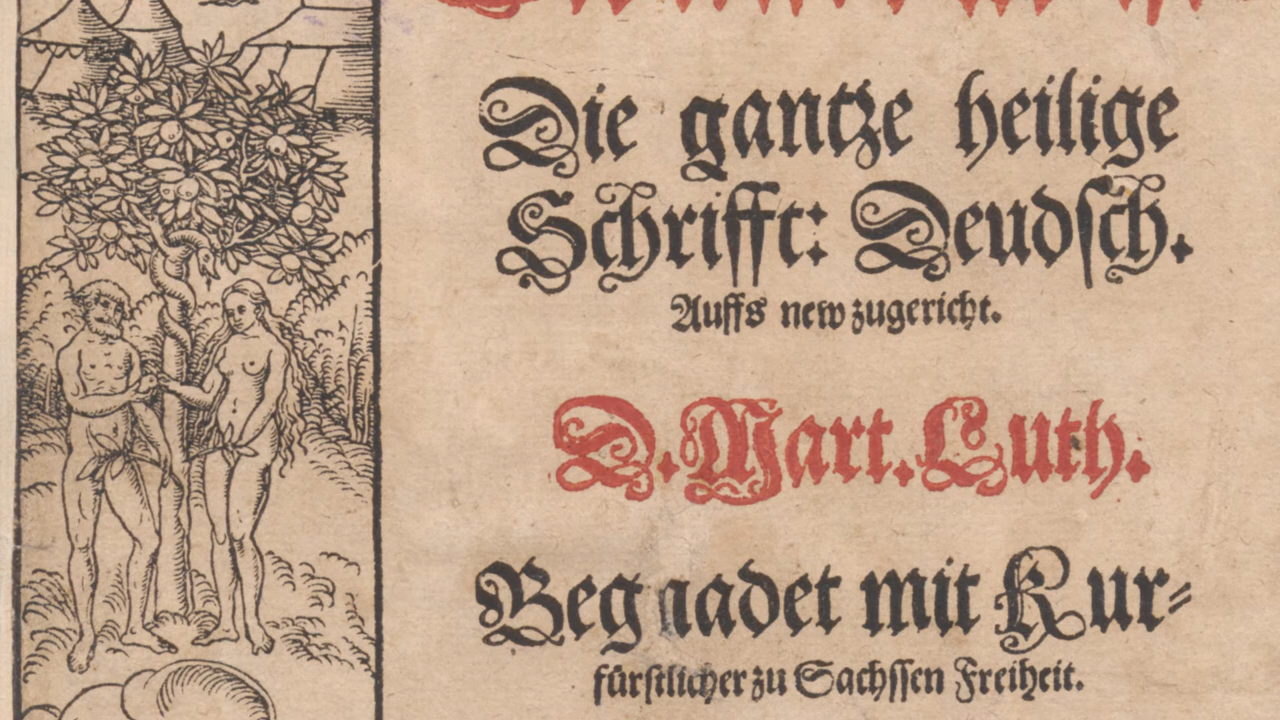 Die gantze heilige
Schrifft: Deudsch.
Auffs new zugericht.
D. Mart. Luth.
Begnadet mit Kur⸗
fürstlicher zu Sachssen Freiheit.